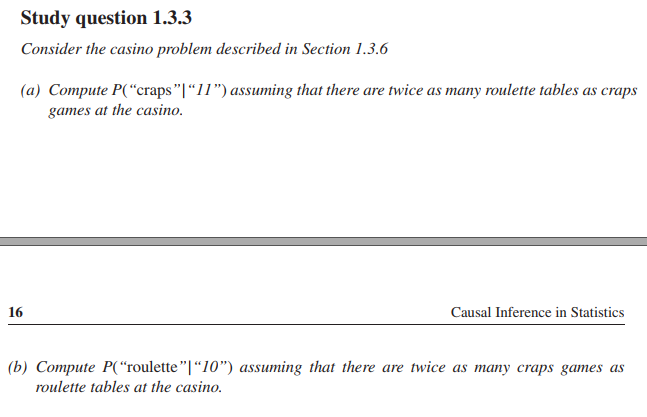 Study question 1.3.3
Consider the casino problem described in Section 1.3.6
(a) Compute P(“craps”|“11”) assuming that there are twice as many roulette tables as craps
games at the casino.
16
Causal Inference in Statistics
(b) Compute P(“roulette”|“10”) assuming that there are twice as many craps games as
roulette tables at the casino.